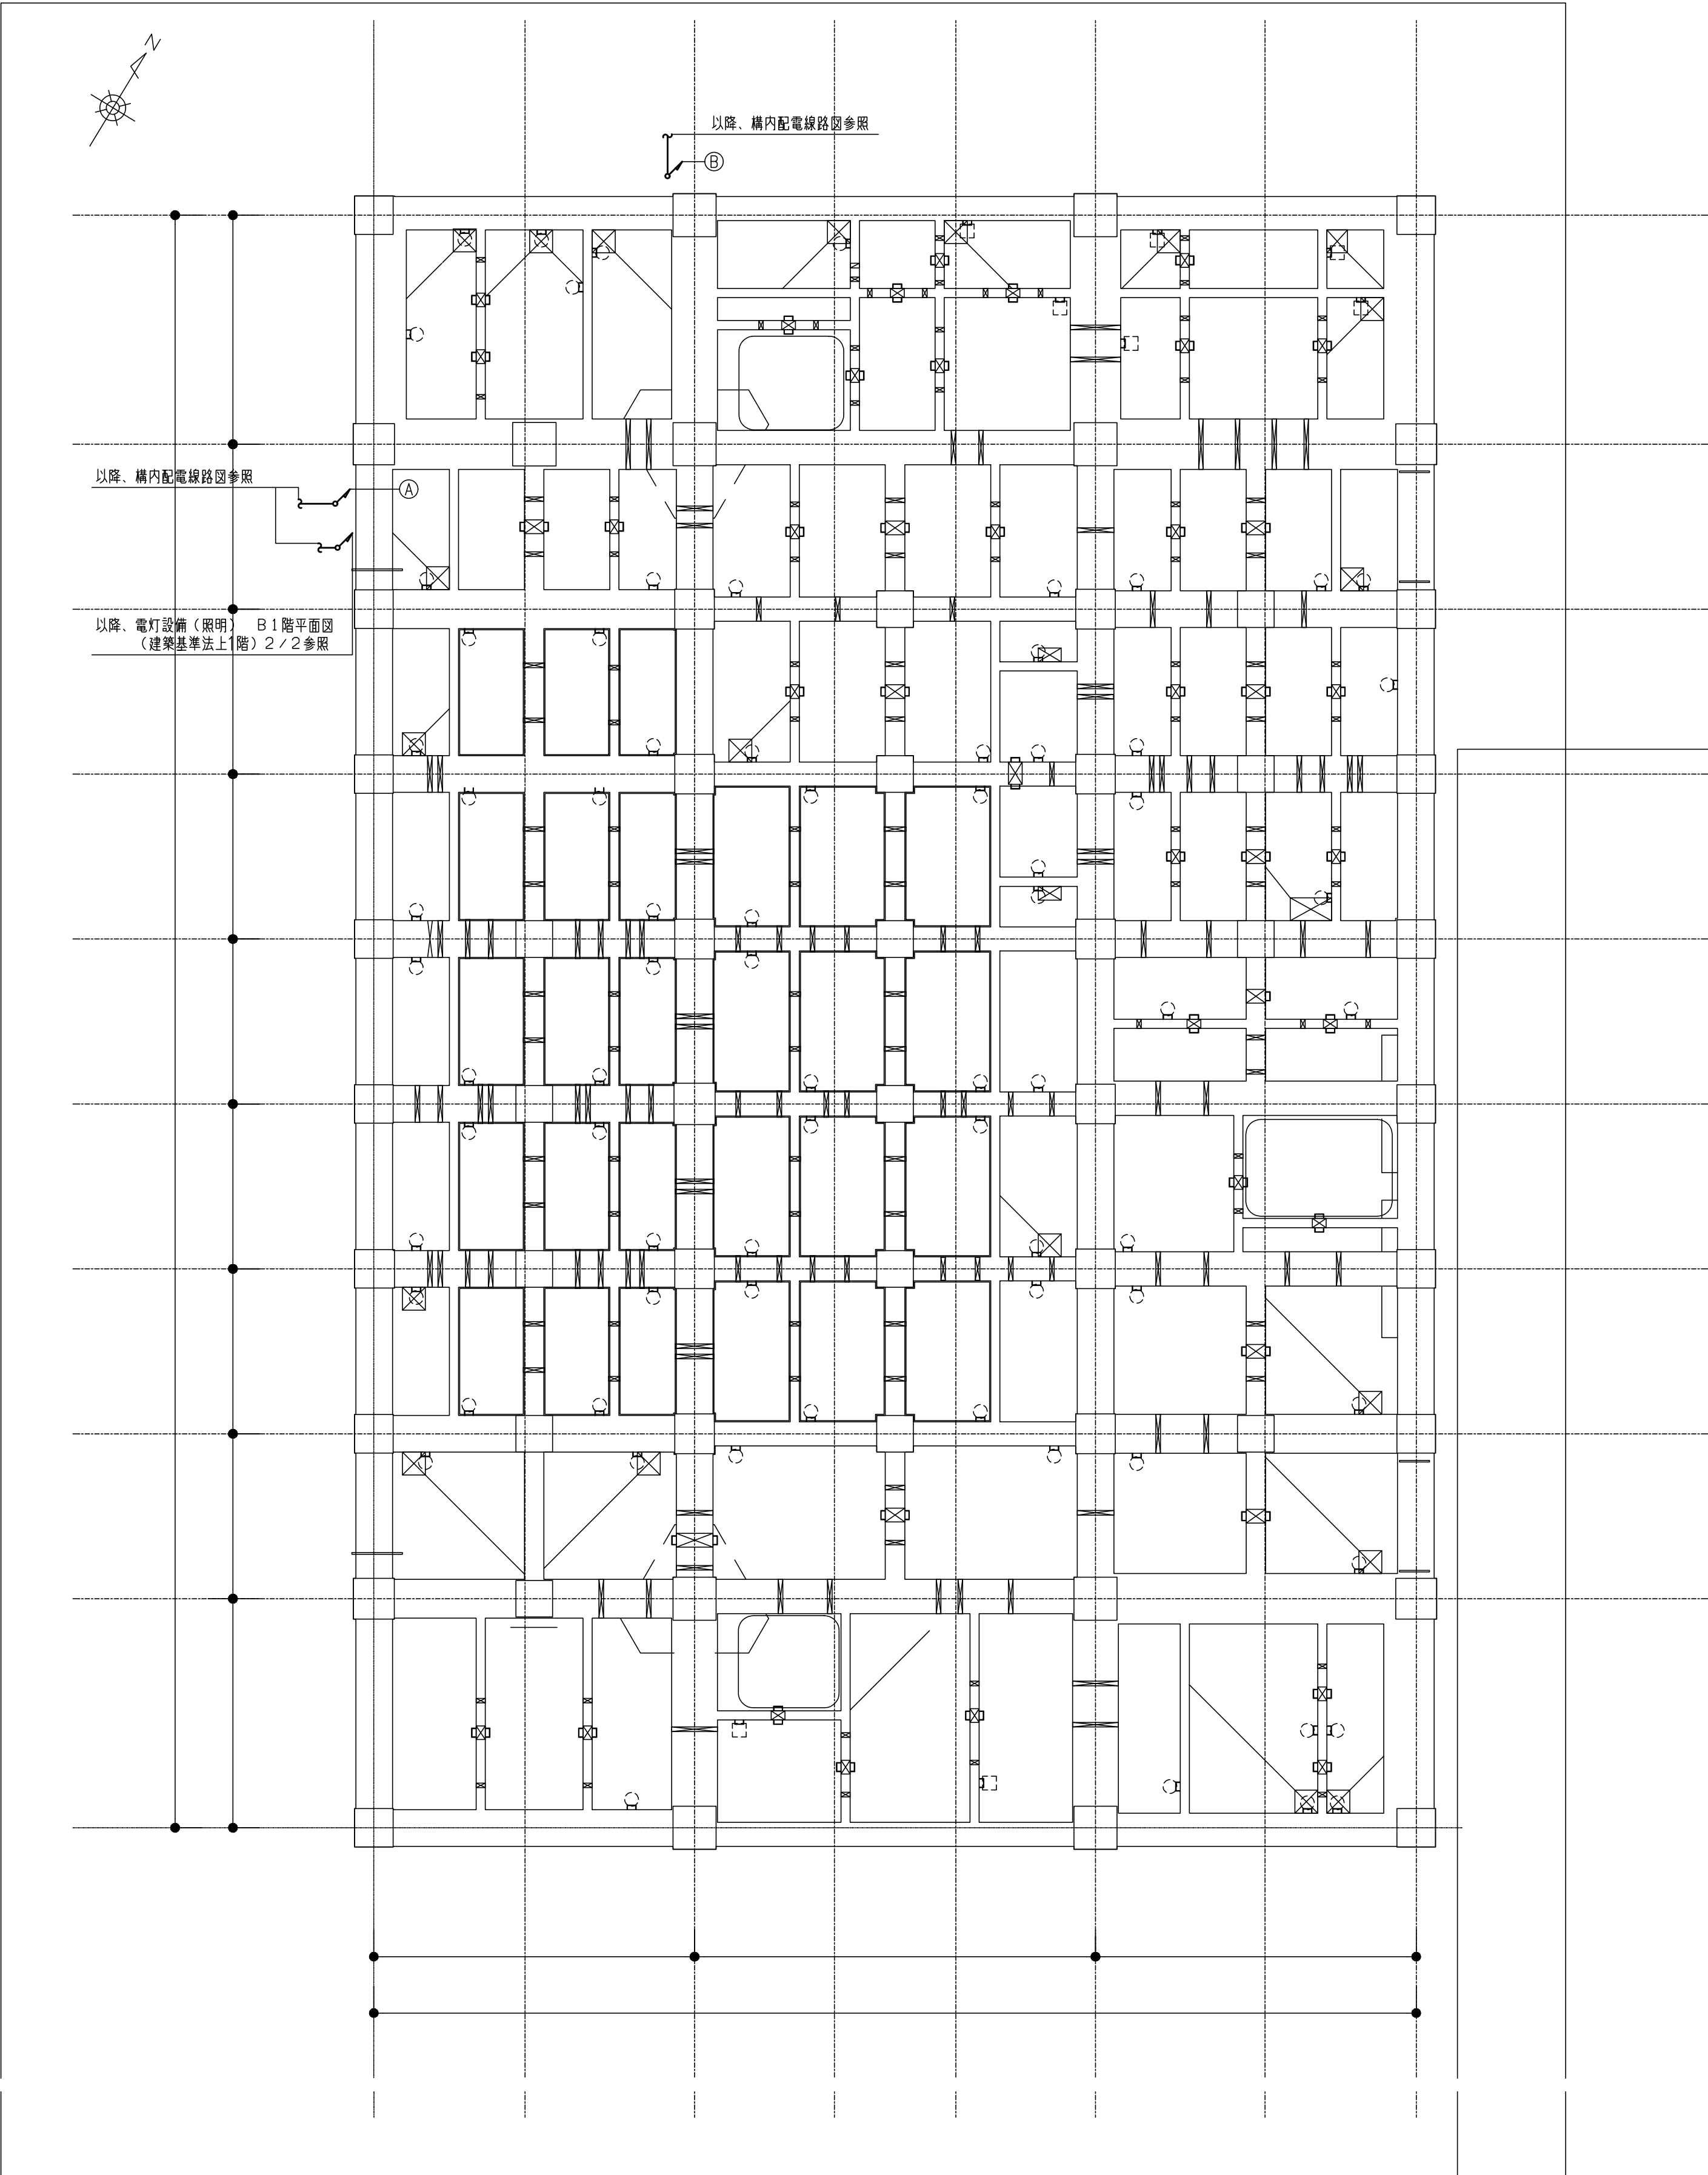 N
以降、構内配電線路図参照
B
以降、構内配電線路図参照
A
以降、電灯設備（照明）　B1階平面図
（建築基準法上1階）2/2参照